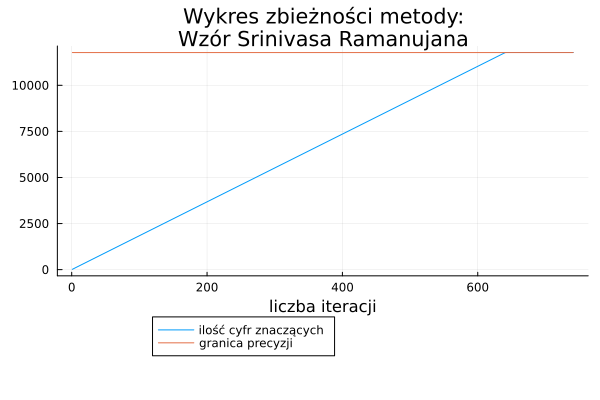 Wykres zbieżności metody:
Wzór Srinivasa Ramanujana
10000
7500
5000
2500
0
0 200 400 600
liczba iteracji
ilość cyfr znaczących
granica precyzji